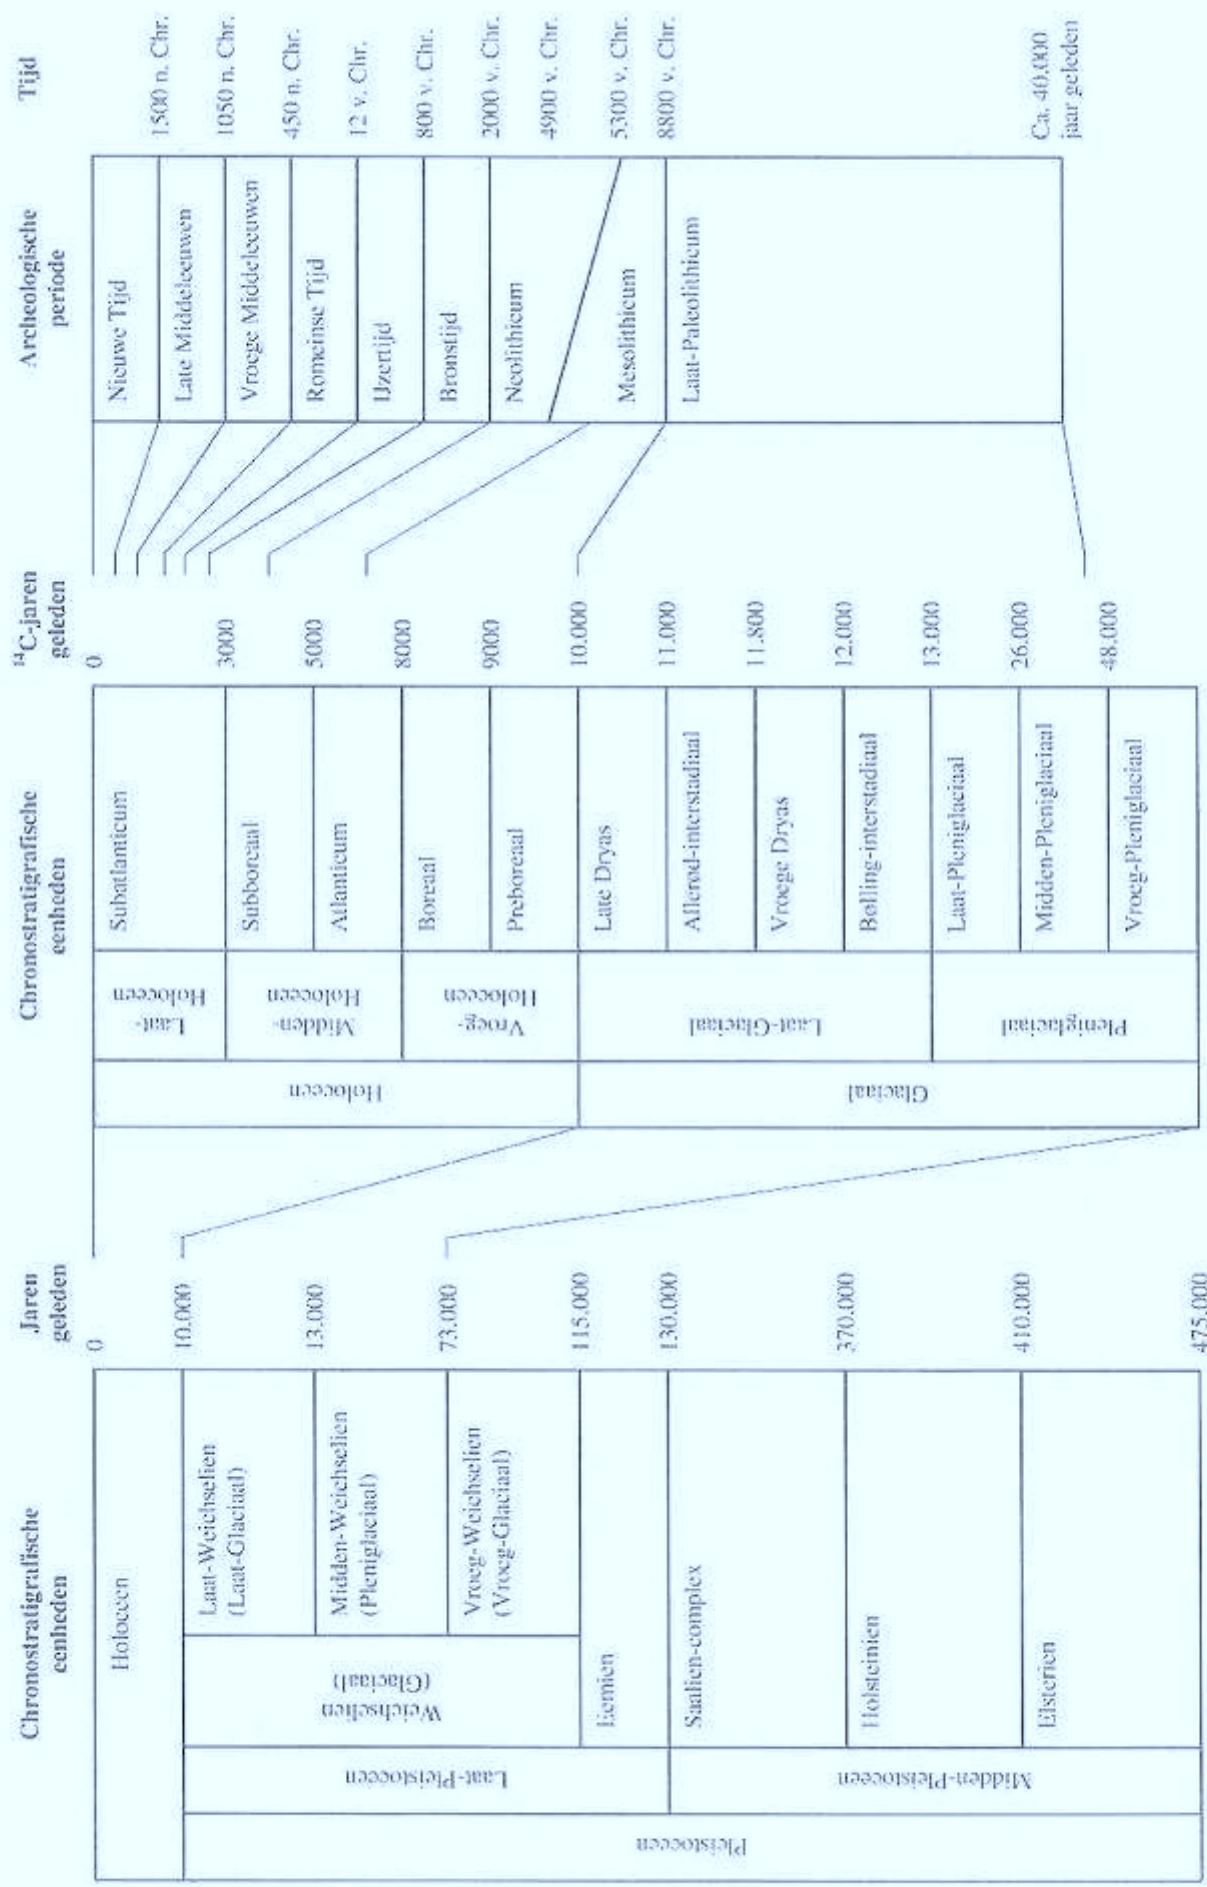 Chronostratigrafische
eenheden
Jaren
geleden
Chronostratigrafische
eenheden
¹⁴C-jaren
geleden
Archeologische
periode
Tijd
Holoceen
Pleistoceen
Laat-Pleistoceen
Midden-Pleistoceen
Weichselien
(Glaciaal)
Laat-Weichselien
(Laat-Glaciaal)
Midden-Weichselien
(Pleniglaciaal)
Vroeg-Weichselien
(Vroeg-Glaciaal)
Eemien
Saalien-complex
Holsteinien
Elsterien
0
10.000
13.000
73.000
115.000
130.000
370.000
410.000
475.000
Holoceen
Glaciaal
Laat-
Holoceen
Midden-
Holoceen
Vroeg-
Holoceen
Laat-Glaciaal
Pleniglaciaal
Subatlanticum
Subboreaal
Atlanticum
Boreaal
Preboreaal
Late Dryas
Allerød-interstadiaal
Vroege Dryas
Bølling-interstadiaal
Laat-Pleniglaciaal
Midden-Pleniglaciaal
Vroeg-Pleniglaciaal
0
3000
5000
8000
9000
10.000
11.000
11.800
12.000
13.000
26.000
48.000
Nieuwe Tijd
Late Middeleeuwen
Vroege Middeleeuwen
Romeinse Tijd
IJzertijd
Bronstijd
Neolithicum
Mesolithicum
Laat-Paleolithicum
1500 n. Chr.
1050 n. Chr.
450 n. Chr.
12 v. Chr.
800 v. Chr.
2000 v. Chr.
4900 v. Chr.
5300 v. Chr.
8800 v. Chr.
Ca. 40.000
jaar geleden